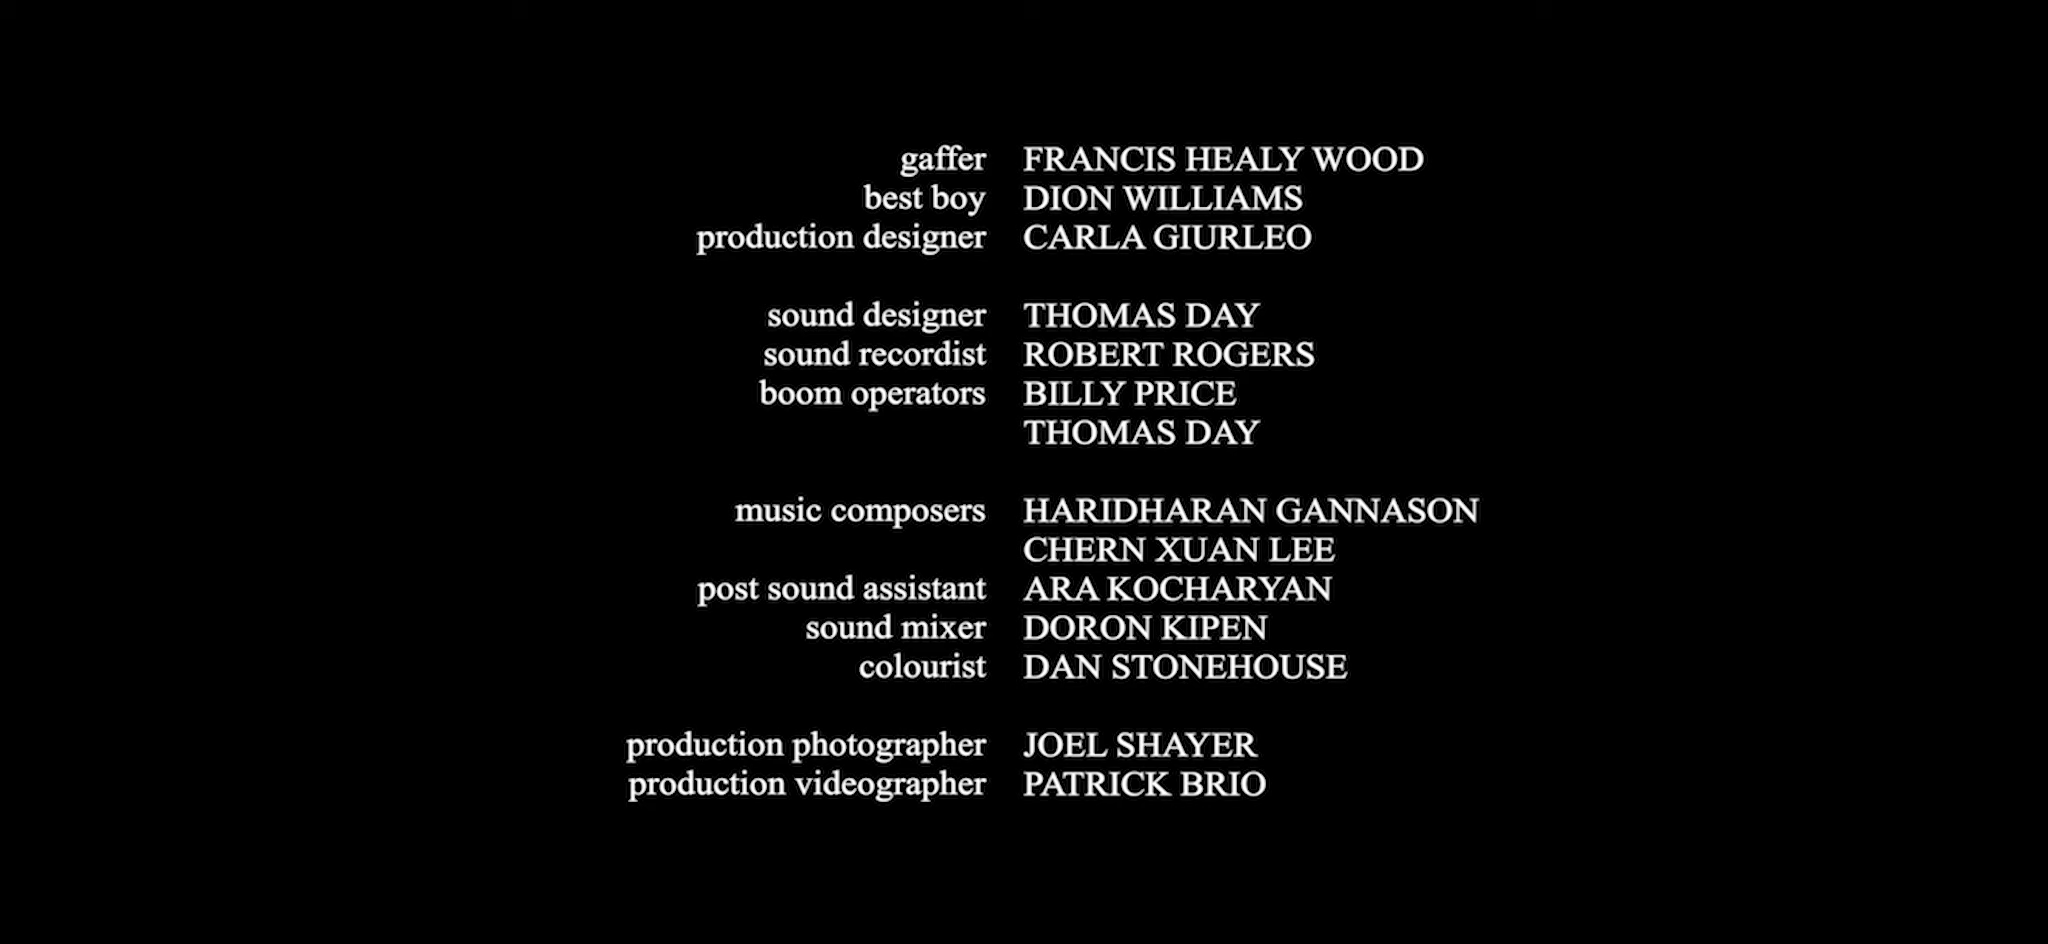 gaffer FRANCIS HEALY WOOD
best boy DION WILLIAMS
production designer CARLA GIURLEO
sound designer THOMAS DAY
sound recordist ROBERT ROGERS
boom operators BILLY PRICE
THOMAS DAY
music composers HARIDHARAN GANNASON
CHERN XUAN LEE
post sound assistant ARA KOCHARYAN
sound mixer DORON KIPEN
colourist DAN STONEHOUSE
production photographer JOEL SHAYER
production videographer PATRICK BRIO